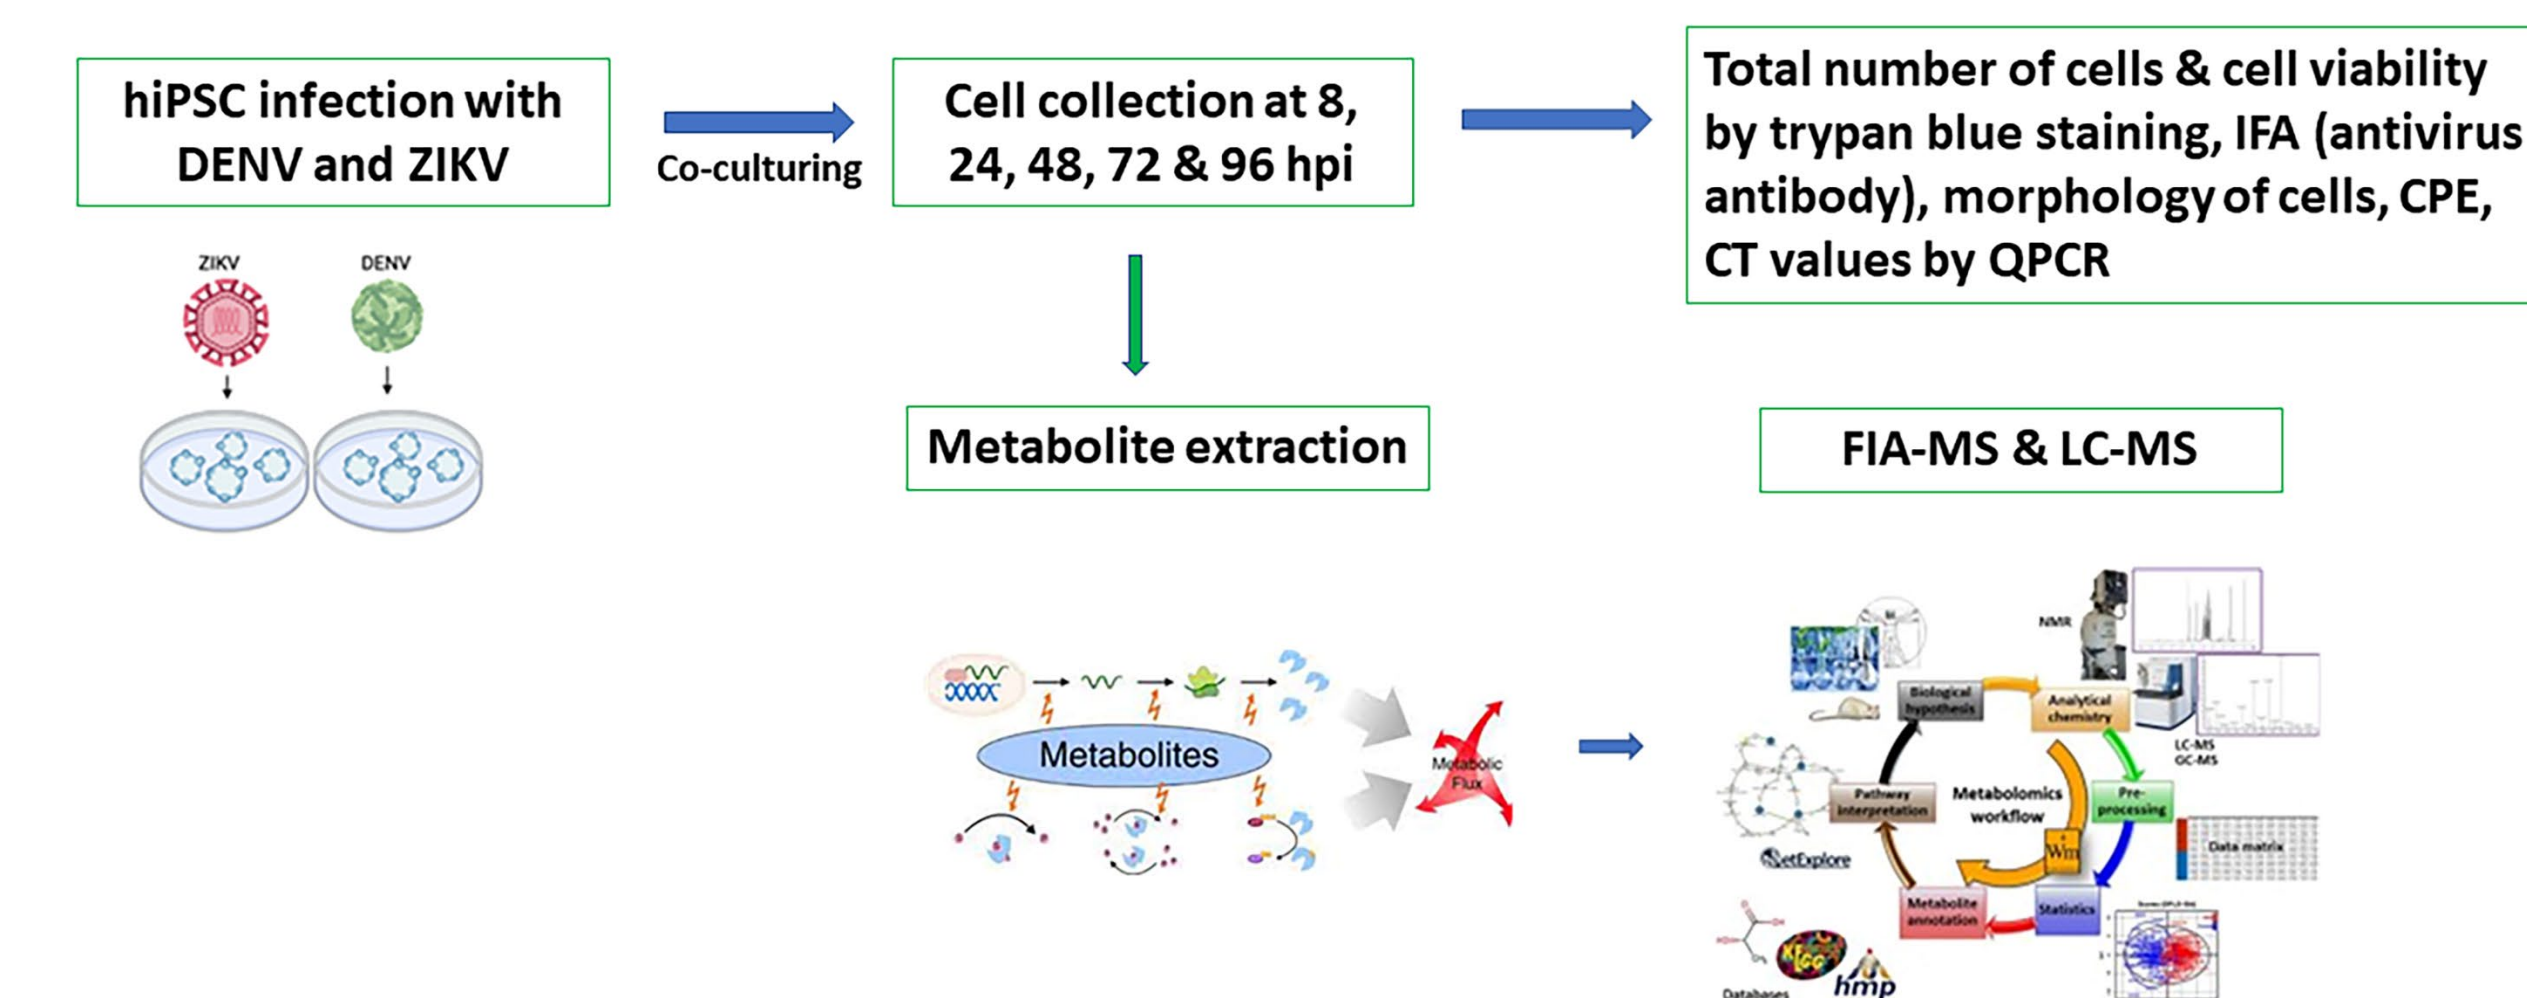 hiPSC infection with
DENV and ZIKV
Co-culturing
Cell collection at 8,
24, 48, 72 & 96 hpi
Total number of cells & cell viability
by trypan blue staining, IFA (antivirus
antibody), morphology of cells, CPE,
CT values by QPCR
ZIKV
DENV
Metabolite extraction
FIA-MS & LC-MS
Metabolites
Metabolic
Flux
NMR
Biological
hypothesis
Analytical
chemistry
LC-MS
GC-MS
Pathway
interpretation
Metabolomics
workflow
Pre-
processing
Data matrix
Metabolite
annotation
Statistics
KEGG
hmp
Databases